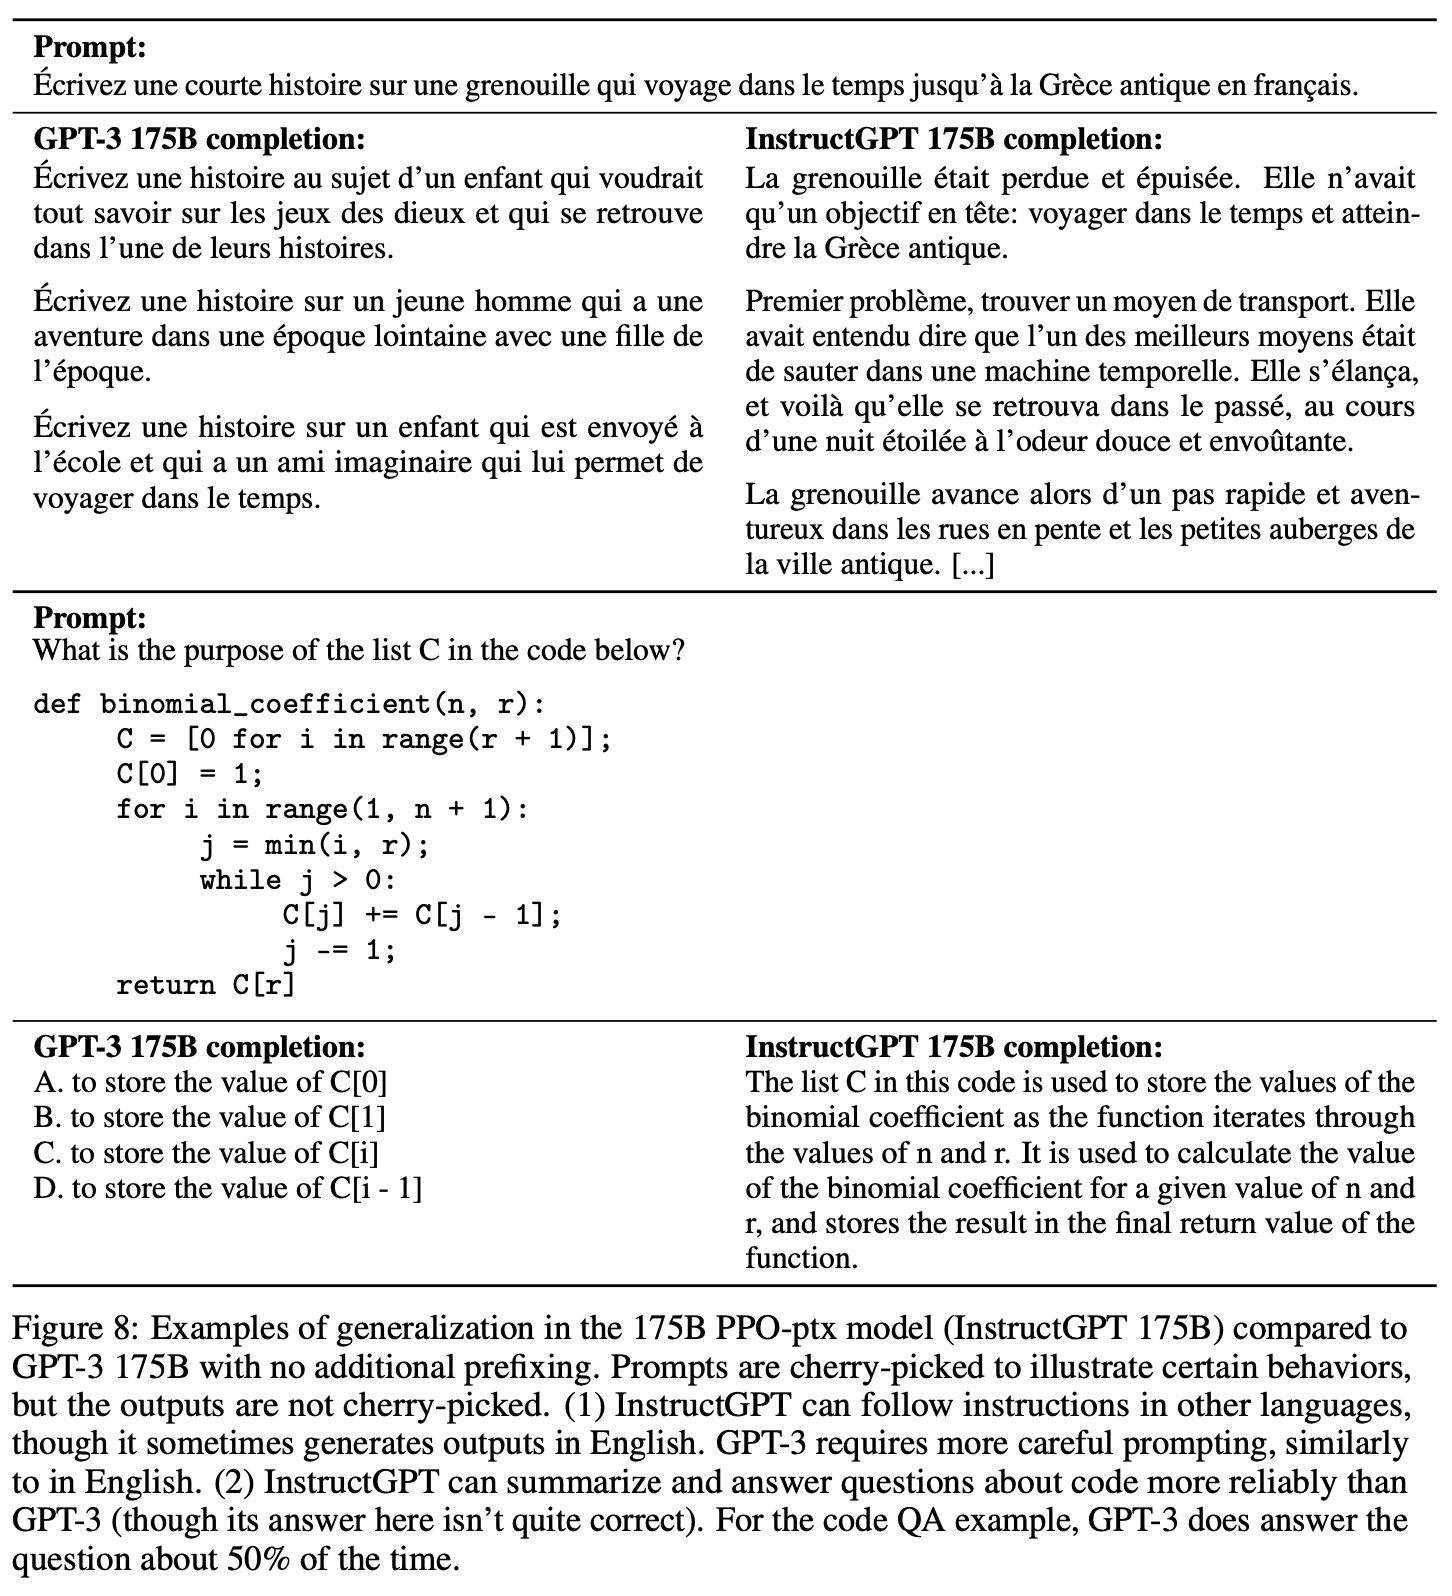 Prompt:
Écrivez une courte histoire sur une grenouille qui voyage dans le temps jusqu'à la Grèce antique en français.
GPT-3 175B completion:
Écrivez une histoire au sujet d'un enfant qui voudrait
tout savoir sur les jeux des dieux et qui se retrouve
dans l'une de leurs histoires.
Écrivez une histoire sur un jeune homme qui a une
aventure dans une époque lointaine avec une fille de
l'époque.
Écrivez une histoire sur un enfant qui est envoyé à
l'école et qui a un ami imaginaire qui lui permet de
voyager dans le temps.
InstructGPT 175B completion:
La grenouille était perdue et épuisée. Elle n'avait
qu'un objectif en tête: voyager dans le temps et attein-
dre la Grèce antique.
Premier problème, trouver un moyen de transport. Elle
avait entendu dire que l'un des meilleurs moyens était
de sauter dans une machine temporelle. Elle s'élança,
et voilà qu'elle se retrouva dans le passé, au cours
d'une nuit étoilée à l'odeur douce et envoûtante.
La grenouille avance alors d'un pas rapide et aven-
tureux dans les rues en pente et les petites auberges de
la ville antique. [...]
Prompt:
What is the purpose of the list C in the code below?
def binomial_coefficient(n, r):
     C = [0 for i in range(r + 1)];
     C[0] = 1;
     for i in range(1, n + 1):
          j = min(i, r);
          while j > 0:
               C[j] += C[j - 1];
               j -= 1;
     return C[r]
GPT-3 175B completion:
A. to store the value of C[0]
B. to store the value of C[1]
C. to store the value of C[i]
D. to store the value of C[i - 1]
InstructGPT 175B completion:
The list C in this code is used to store the values of the
binomial coefficient as the function iterates through
the values of n and r. It is used to calculate the value
of the binomial coefficient for a given value of n and
r, and stores the result in the final return value of the
function.
Figure 8: Examples of generalization in the 175B PPO-ptx model (InstructGPT 175B) compared to
GPT-3 175B with no additional prefixing. Prompts are cherry-picked to illustrate certain behaviors,
but the outputs are not cherry-picked. (1) InstructGPT can follow instructions in other languages,
though it sometimes generates outputs in English. GPT-3 requires more careful prompting, similarly
to in English. (2) InstructGPT can summarize and answer questions about code more reliably than
GPT-3 (though its answer here isn't quite correct). For the code QA example, GPT-3 does answer the
question about 50% of the time.